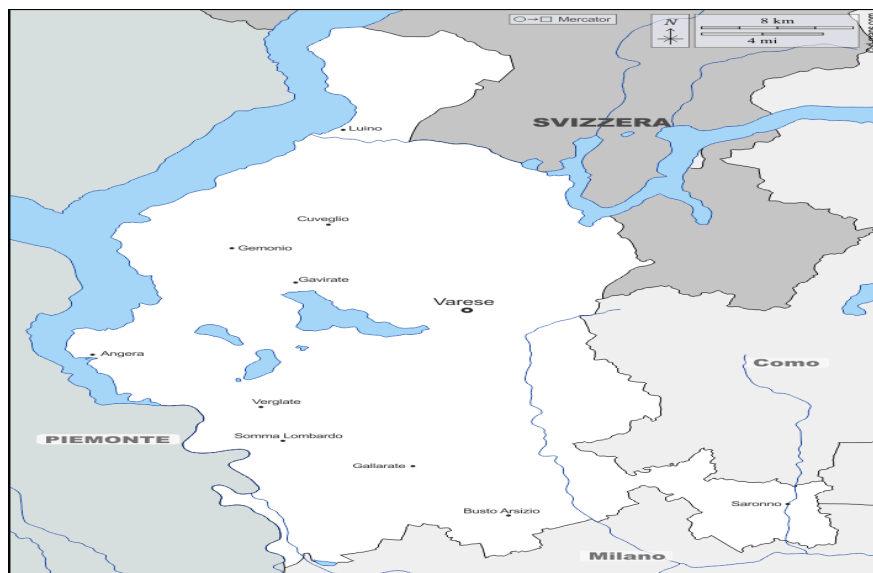 Mercator
N
8 km
4 mi
Luino
SVIZZERA
Cuveglio
Gemonio
Gavirate
Varese
Angera
Como
Vergiate
PIEMONTE
Somma Lombardo
Gallarate
Saronno
Busto Arsizio
Milano